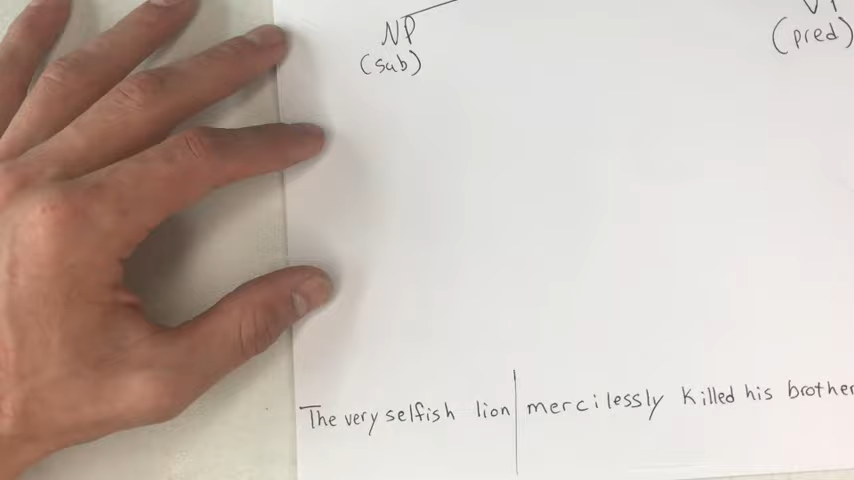 NP
(sub)
(pred)
The very selfish lion mercilessly killed his brother